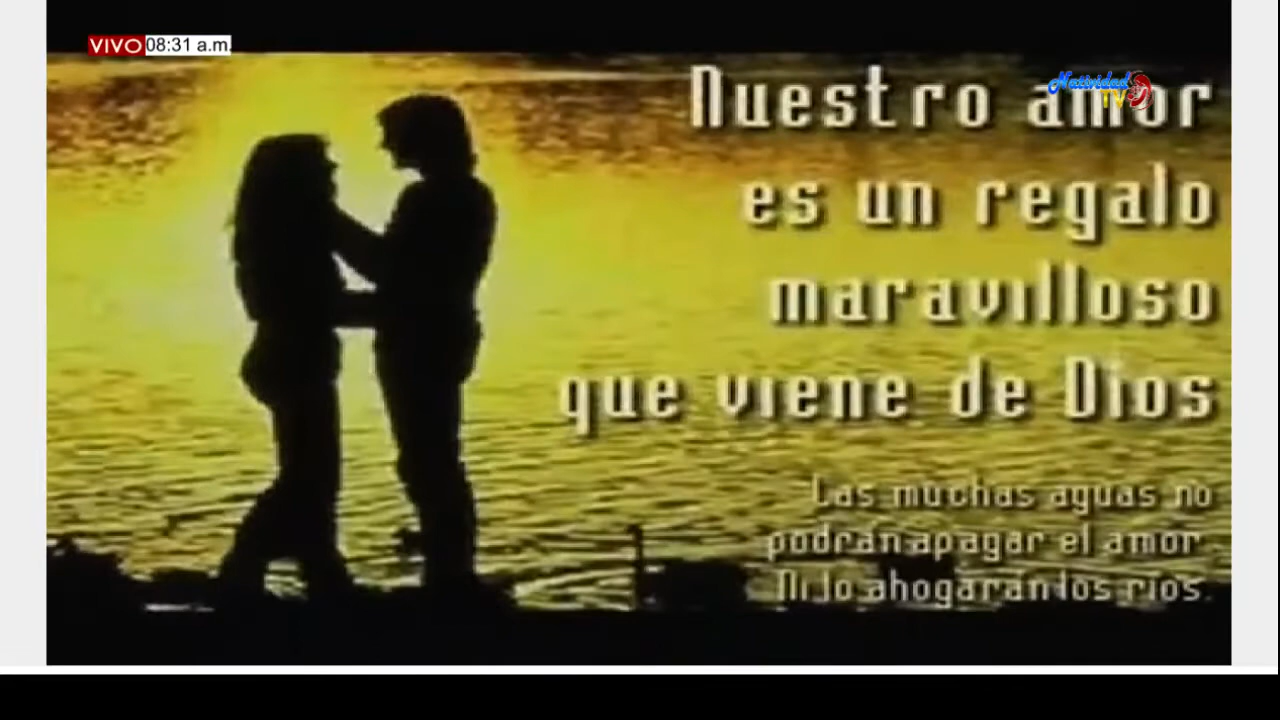 VIVO 08:31 a.m.
Natividad
TV
Nuestro amor
es un regalo
maravilloso
que viene de Dios
Las muchas aguas no
podrán apagar el amor
Ni lo ahogarán los ríos.